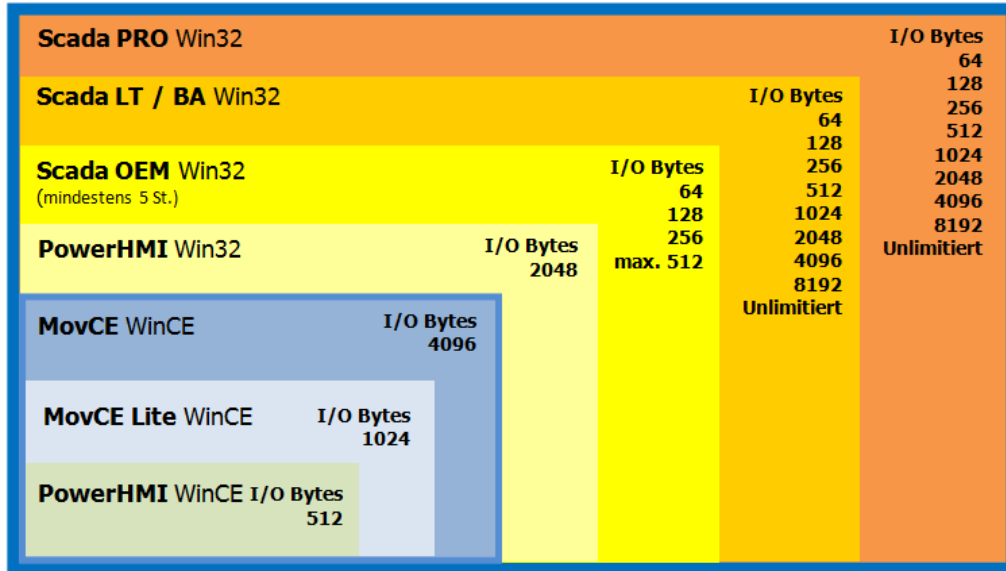 Scada PRO Win32
I/O Bytes
64
128
256
512
1024
2048
4096
8192
Unlimitiert
Scada LT / BA Win32
I/O Bytes
64
128
256
512
1024
2048
4096
8192
Unlimitiert
Scada OEM Win32
(mindestens 5 St.)
I/O Bytes
64
128
256
max. 512
PowerHMI Win32
I/O Bytes
2048
MovCE WinCE
I/O Bytes
4096
MovCE Lite WinCE
I/O Bytes
1024
PowerHMI WinCE I/O Bytes
512